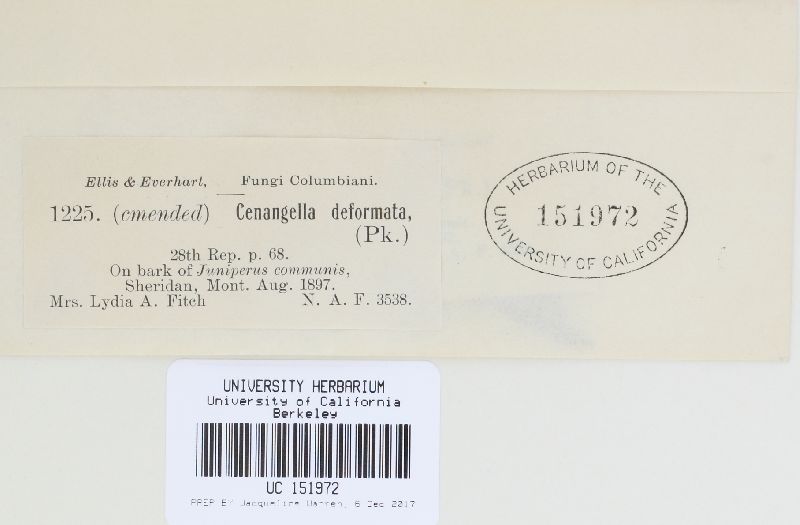 Ellis & Everhart, Fungi Columbiani.
1225. (emended) Cenangella deformata,
(Pk.)
28th Rep. p. 68.
On bark of Juniperus communis,
Sheridan, Mont. Aug. 1897.
Mrs. Lydia A. Fitch N. A. F. 3538.
HERBARIUM OF THE
151972
UNIVERSITY OF CALIFORNIA
UNIVERSITY HERBARIUM
University of California
Berkeley
UC 151972
PREP BY Jacqueline Warren, 6 Dec 2017